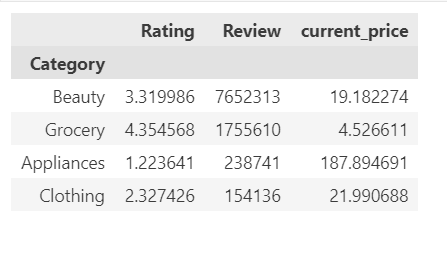 Rating Review current_price
Category
Beauty 3.319986 7652313 19.182274
Grocery 4.354568 1755610 4.526611
Appliances 1.223641 238741 187.894691
Clothing 2.327426 154136 21.990688